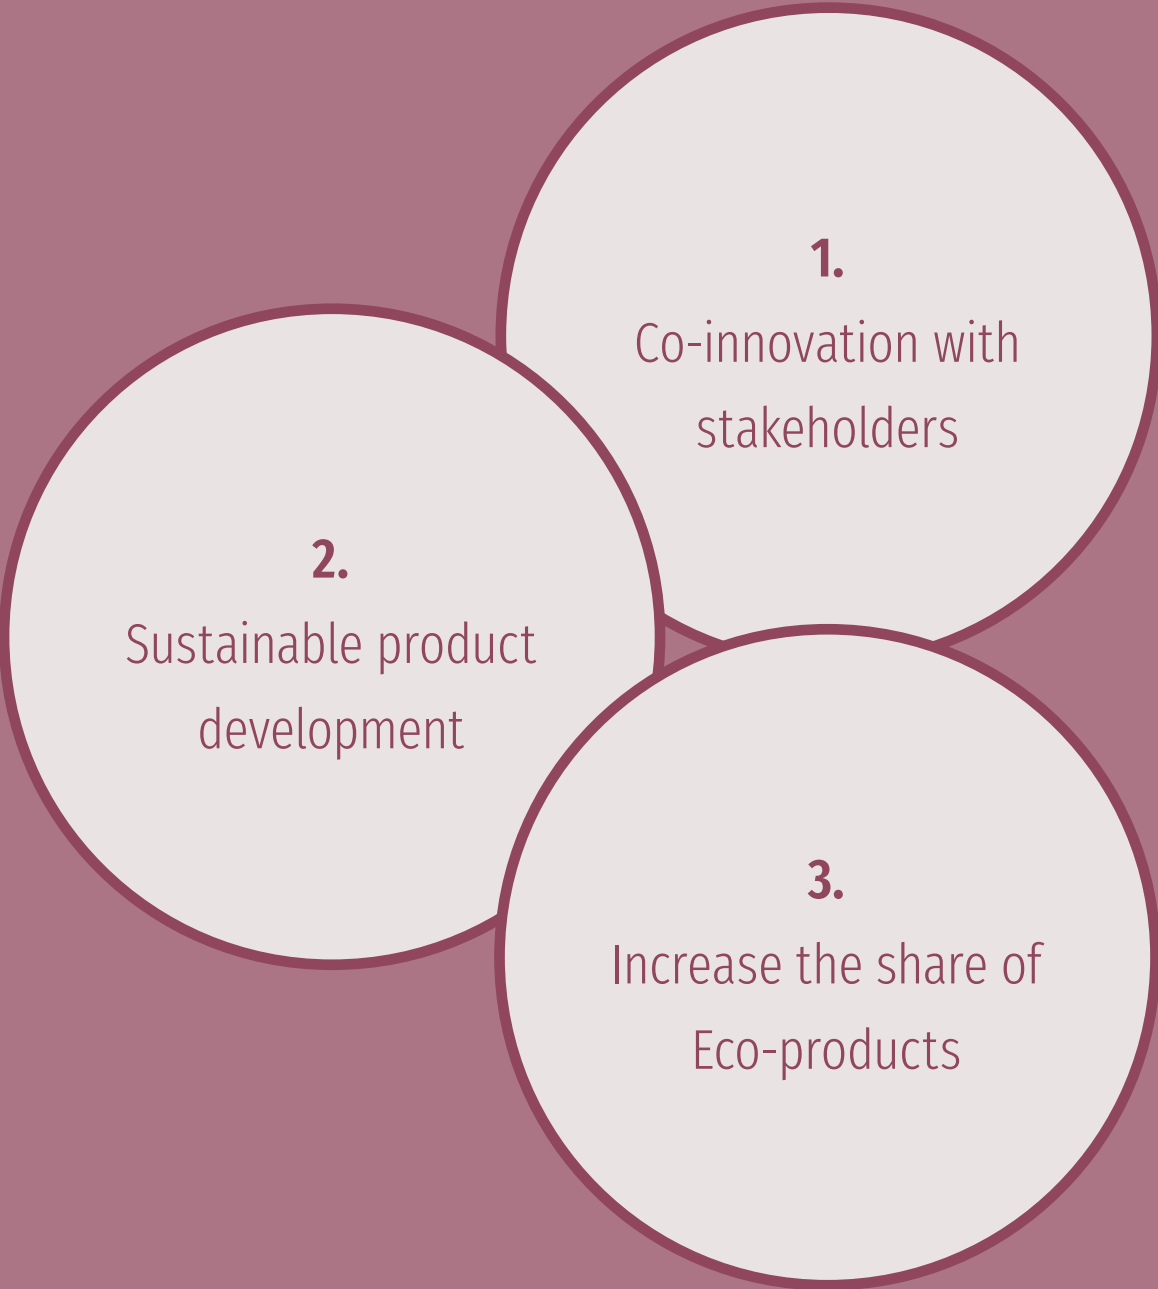 1.
Co-innovation with
stakeholders
2.
Sustainable product
development
3.
Increase the share of
Eco-products